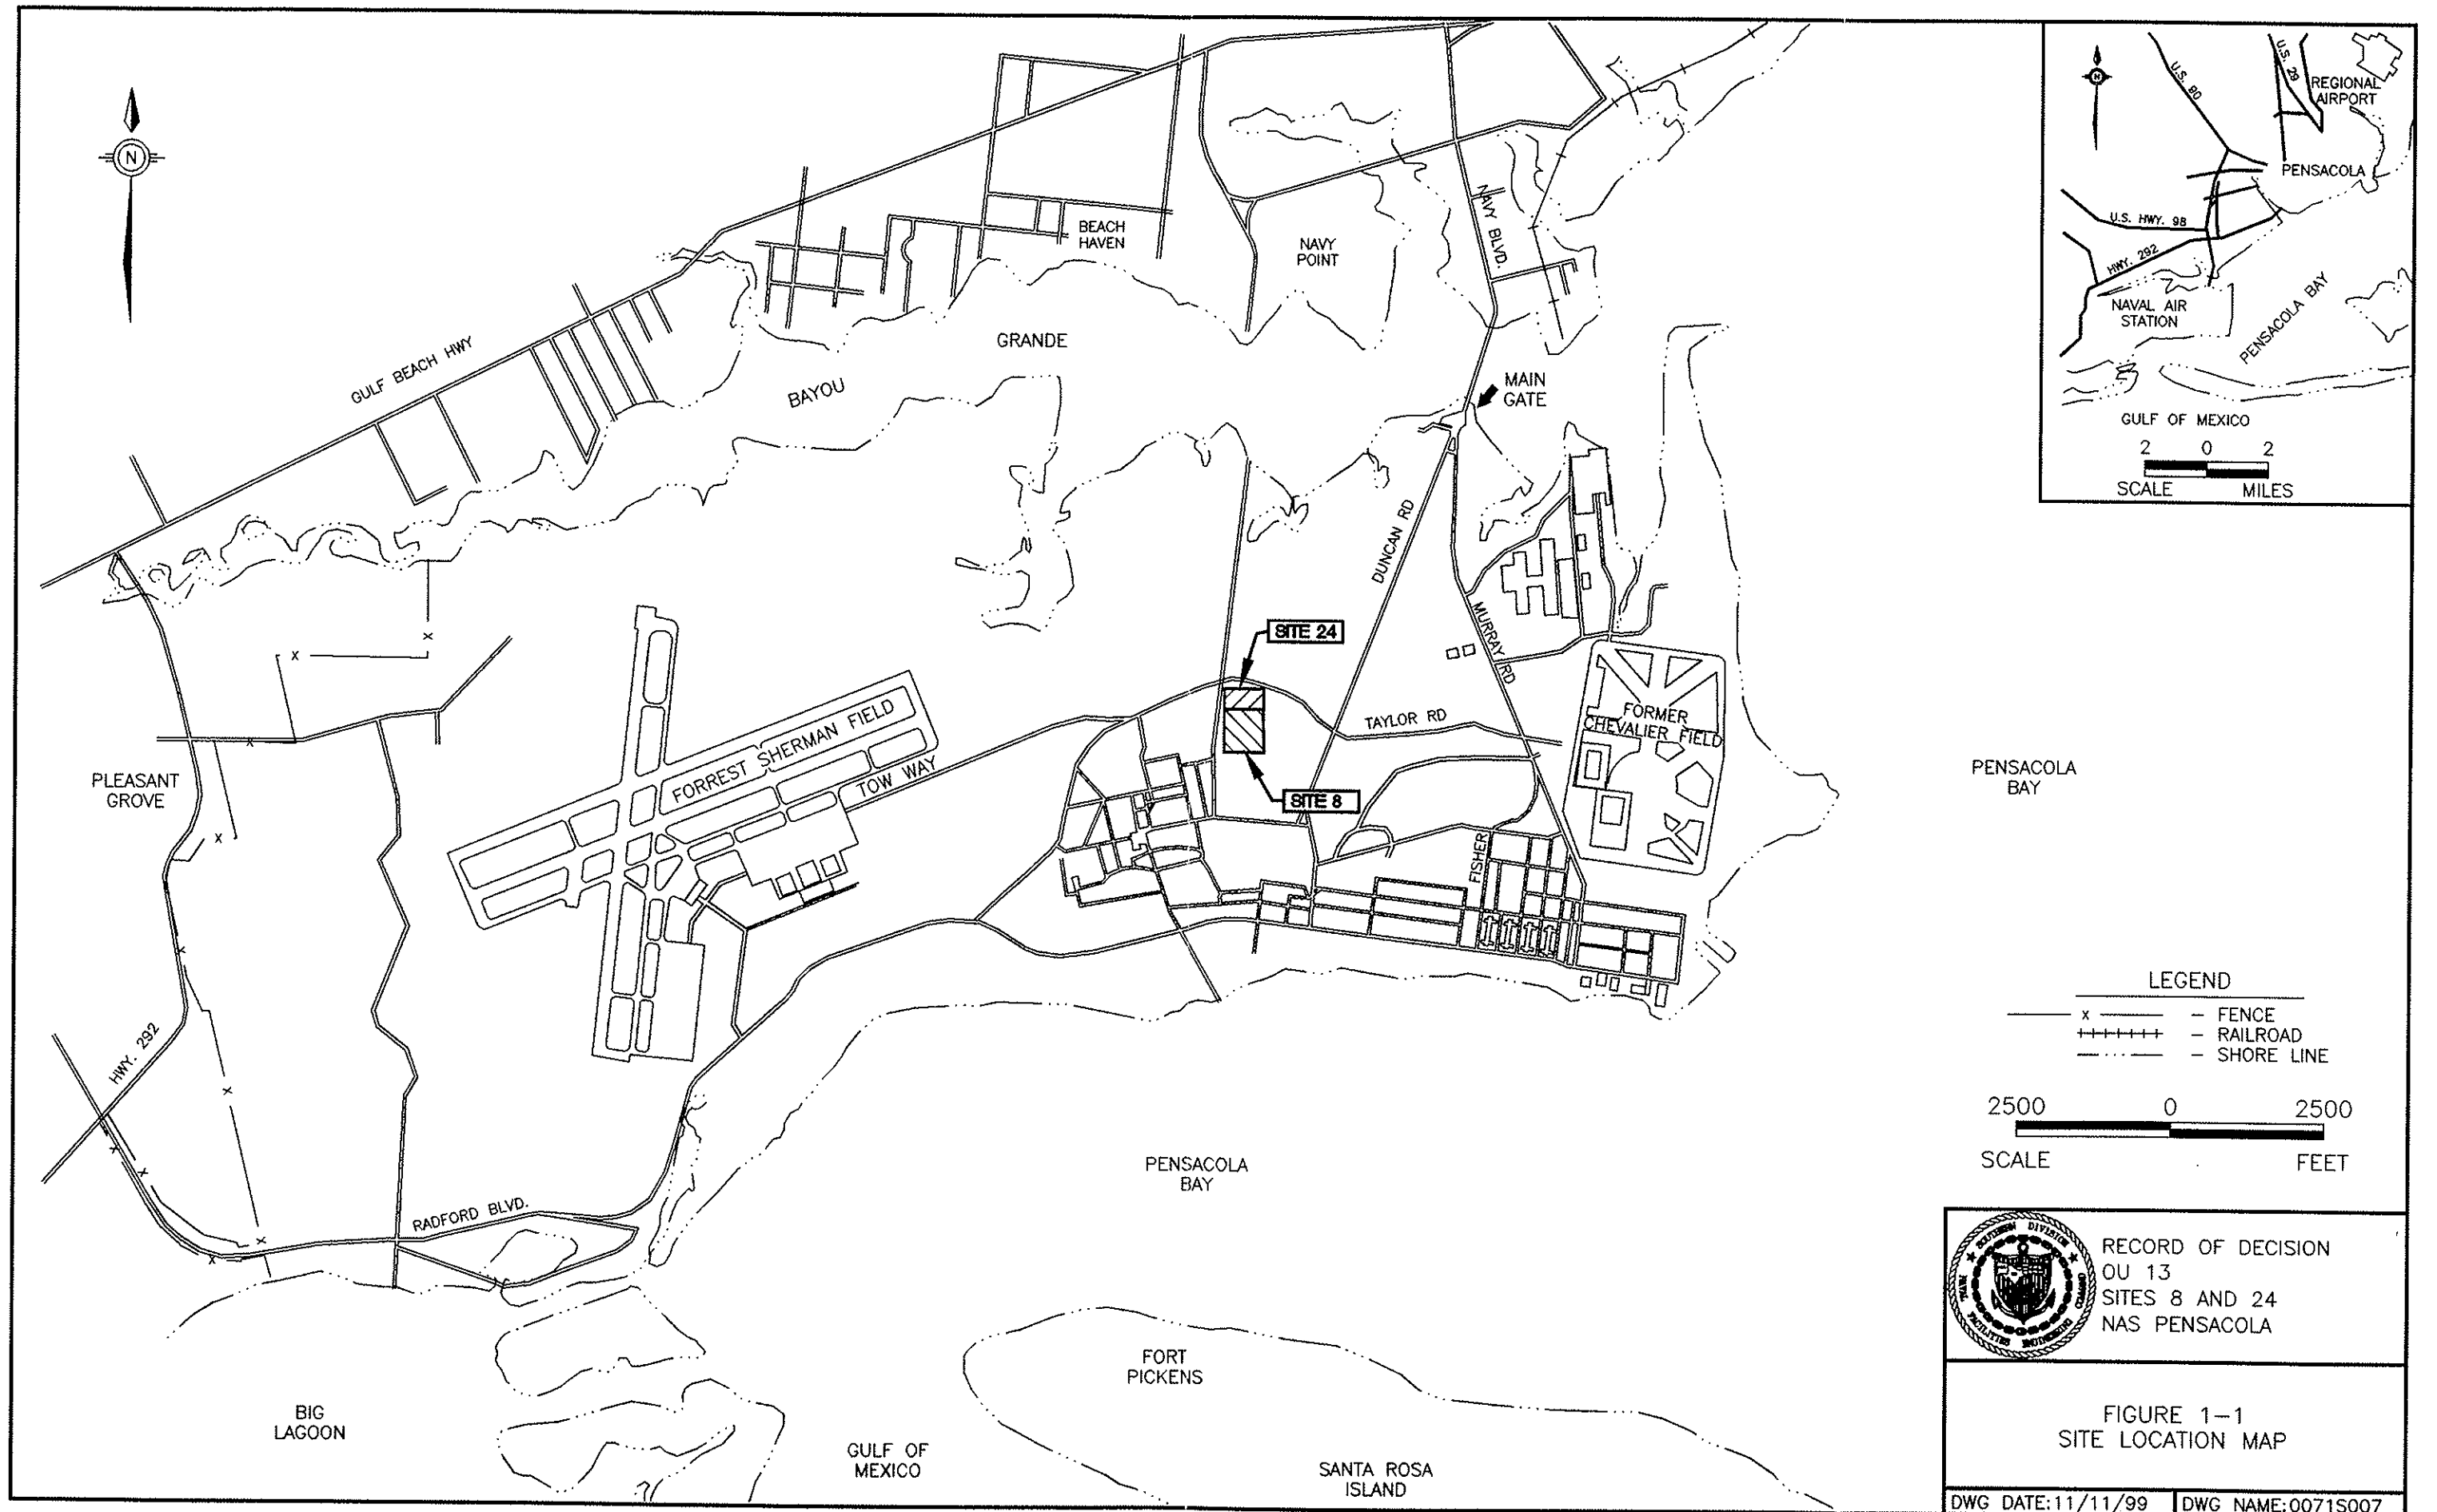 N
BEACH
HAVEN
NAVY
POINT
NAVY BLVD.
GRANDE
BAYOU
GULF BEACH HWY
MAIN
GATE
DUNCAN RD
MURRAY RD
SITE 24
SITE 8
TAYLOR RD
FORMER
CHEVALIER FIELD
FORREST SHERMAN FIELD
TOW WAY
PLEASANT
GROVE
FISHER
PENSACOLA
BAY
HWY. 292
RADFORD BLVD.
PENSACOLA
BAY
FORT
PICKENS
BIG
LAGOON
GULF OF
MEXICO
SANTA ROSA
ISLAND
N
U.S. 90
U.S. 29
REGIONAL
AIRPORT
PENSACOLA
U.S. HWY. 98
HWY. 292
NAVAL AIR
STATION
PENSACOLA BAY
GULF OF MEXICO
2 0 2
SCALE MILES
LEGEND
x - FENCE
- RAILROAD
- SHORE LINE
2500 0 2500
SCALE FEET
SOUTHERN DIVISION
NAVAL FACILITIES ENGINEERING
RECORD OF DECISION
OU 13
SITES 8 AND 24
NAS PENSACOLA
FIGURE 1-1
SITE LOCATION MAP
DWG DATE:11/11/99 DWG NAME:0071S007